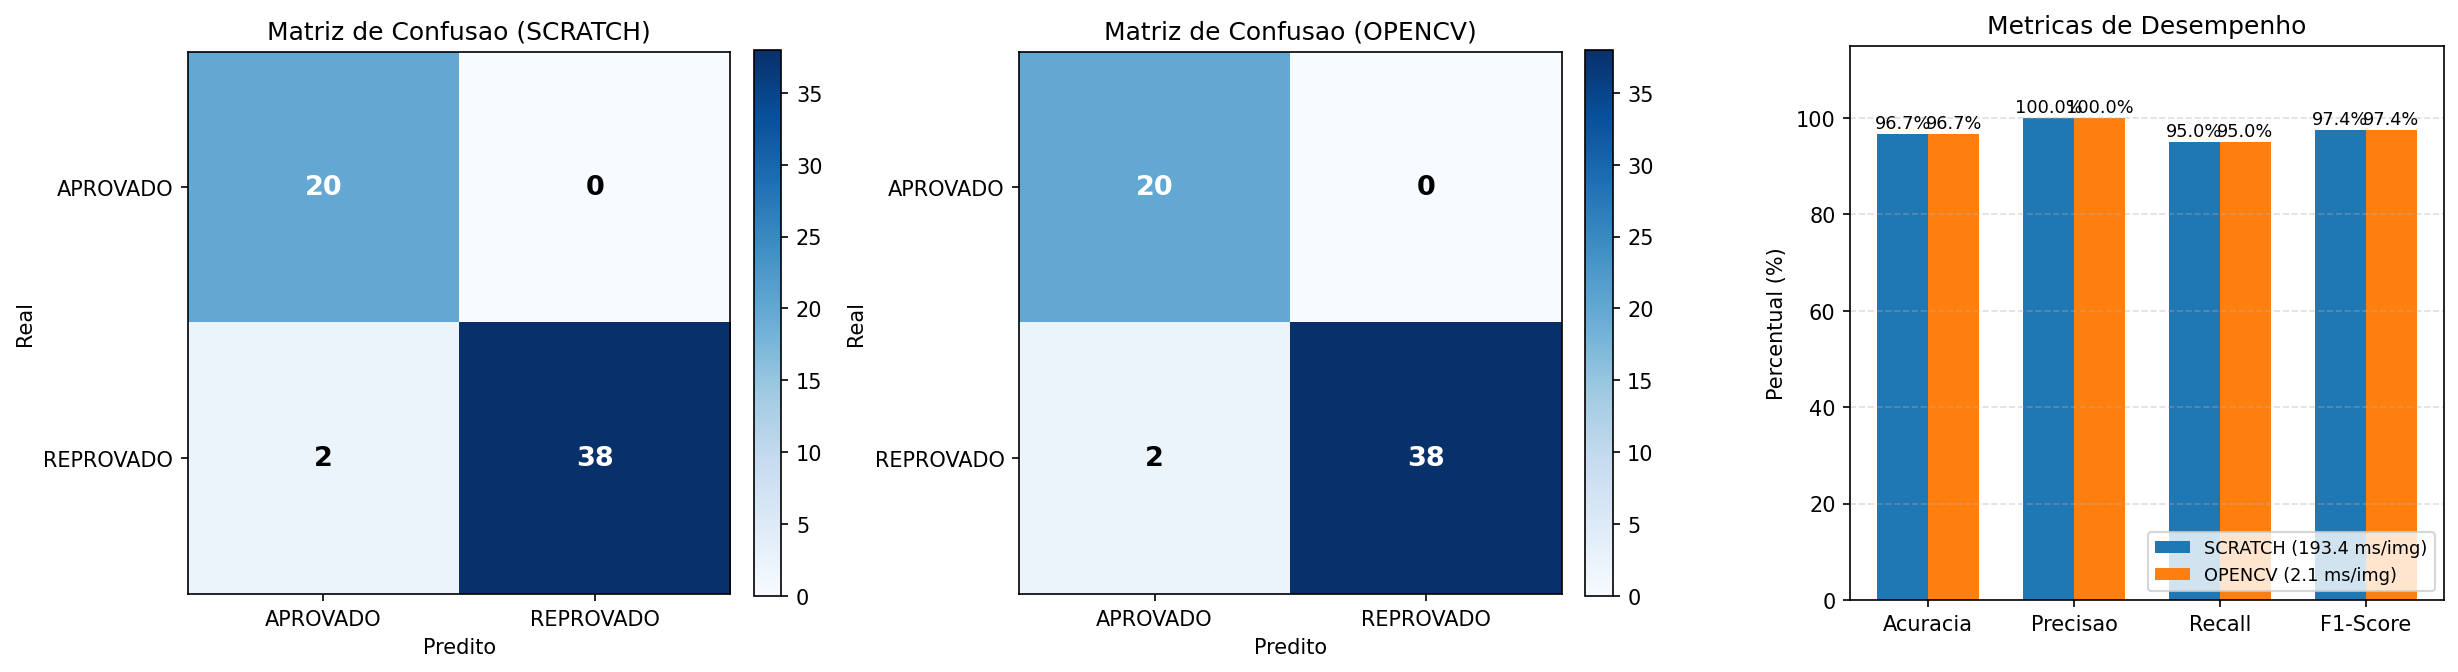 Matriz de Confusao (SCRATCH)
Real
APROVADO
REPROVADO
20
0
2
38
APROVADO
REPROVADO
Predito
35
30
25
20
15
10
5
0
Matriz de Confusao (OPENCV)
Real
APROVADO
REPROVADO
20
0
2
38
APROVADO
REPROVADO
Predito
35
30
25
20
15
10
5
0
Metricas de Desempenho
Percentual (%)
100
80
60
40
20
0
96.7%
96.7%
100.0%
100.0%
95.0%
95.0%
97.4%
97.4%
SCRATCH (193.4 ms/img)
OPENCV (2.1 ms/img)
Acuracia
Precisao
Recall
F1-Score